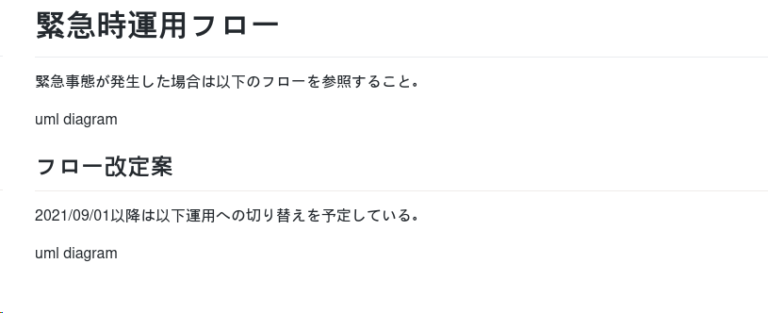 緊急時運用フロー
緊急事態が発生した場合は以下のフローを参照すること。
uml diagram
フロー改定案
2021/09/01以降は以下運用への切り替えを予定している。
uml diagram